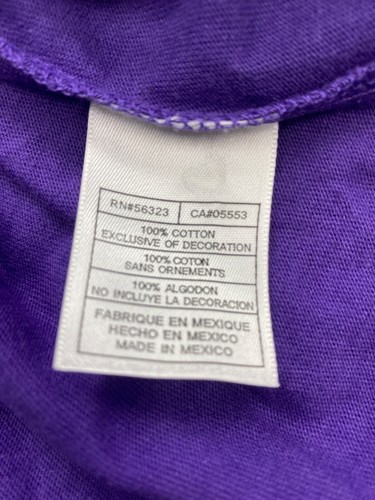 RN#56323 CA#05553
100% COTTON
EXCLUSIVE OF DECORATION
100% COTON
SANS ORNEMENTS
100% ALGODON
NO INCLUYE LA DECORACION
FABRIQUE EN MEXIQUE
HECHO EN MEXICO
MADE IN MEXICO